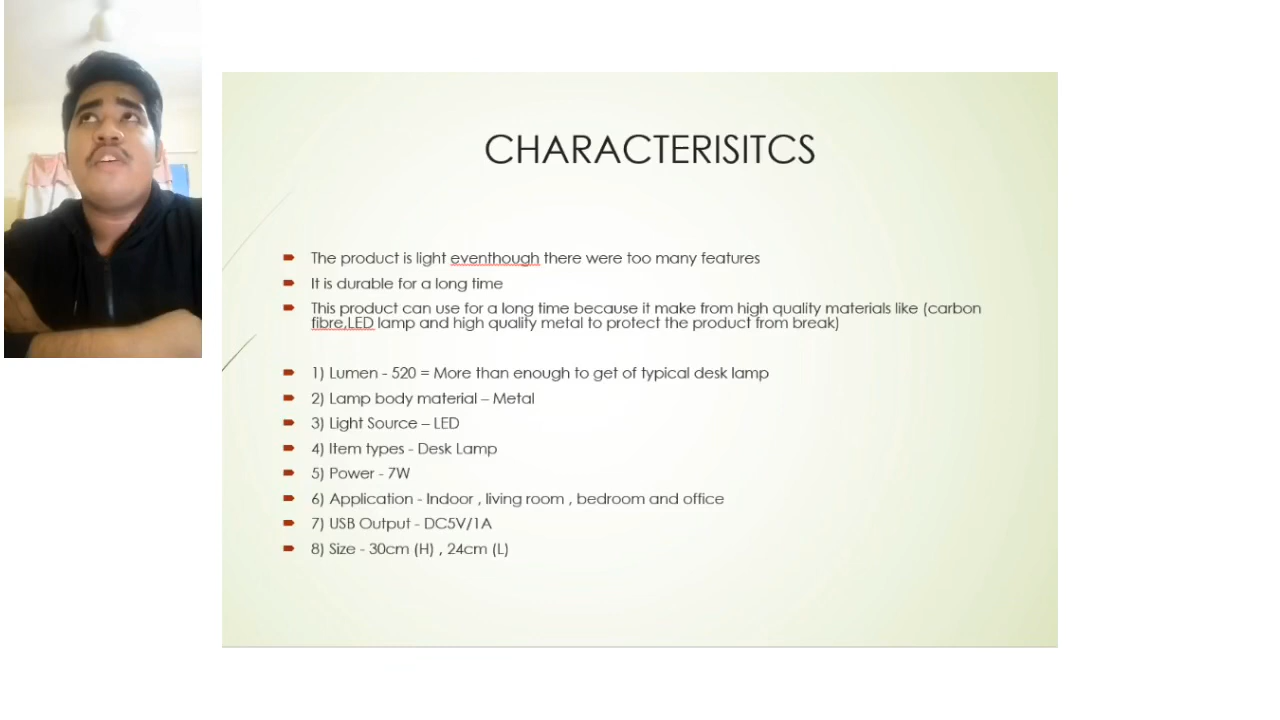 CHARACTERISITCS
The product is light eventhough there were too many features
It is durable for a long time
This product can use for a long time because it make from high quality materials like (carbon
fibre,LED lamp and high quality metal to protect the product from break)
1) Lumen - 520 = More than enough to get of typical desk lamp
2) Lamp body material – Metal
3) Light Source – LED
4) Item types - Desk Lamp
5) Power - 7W
6) Application - Indoor , living room , bedroom and office
7) USB Output - DC5V/1A
8) Size - 30cm (H) , 24cm (L)